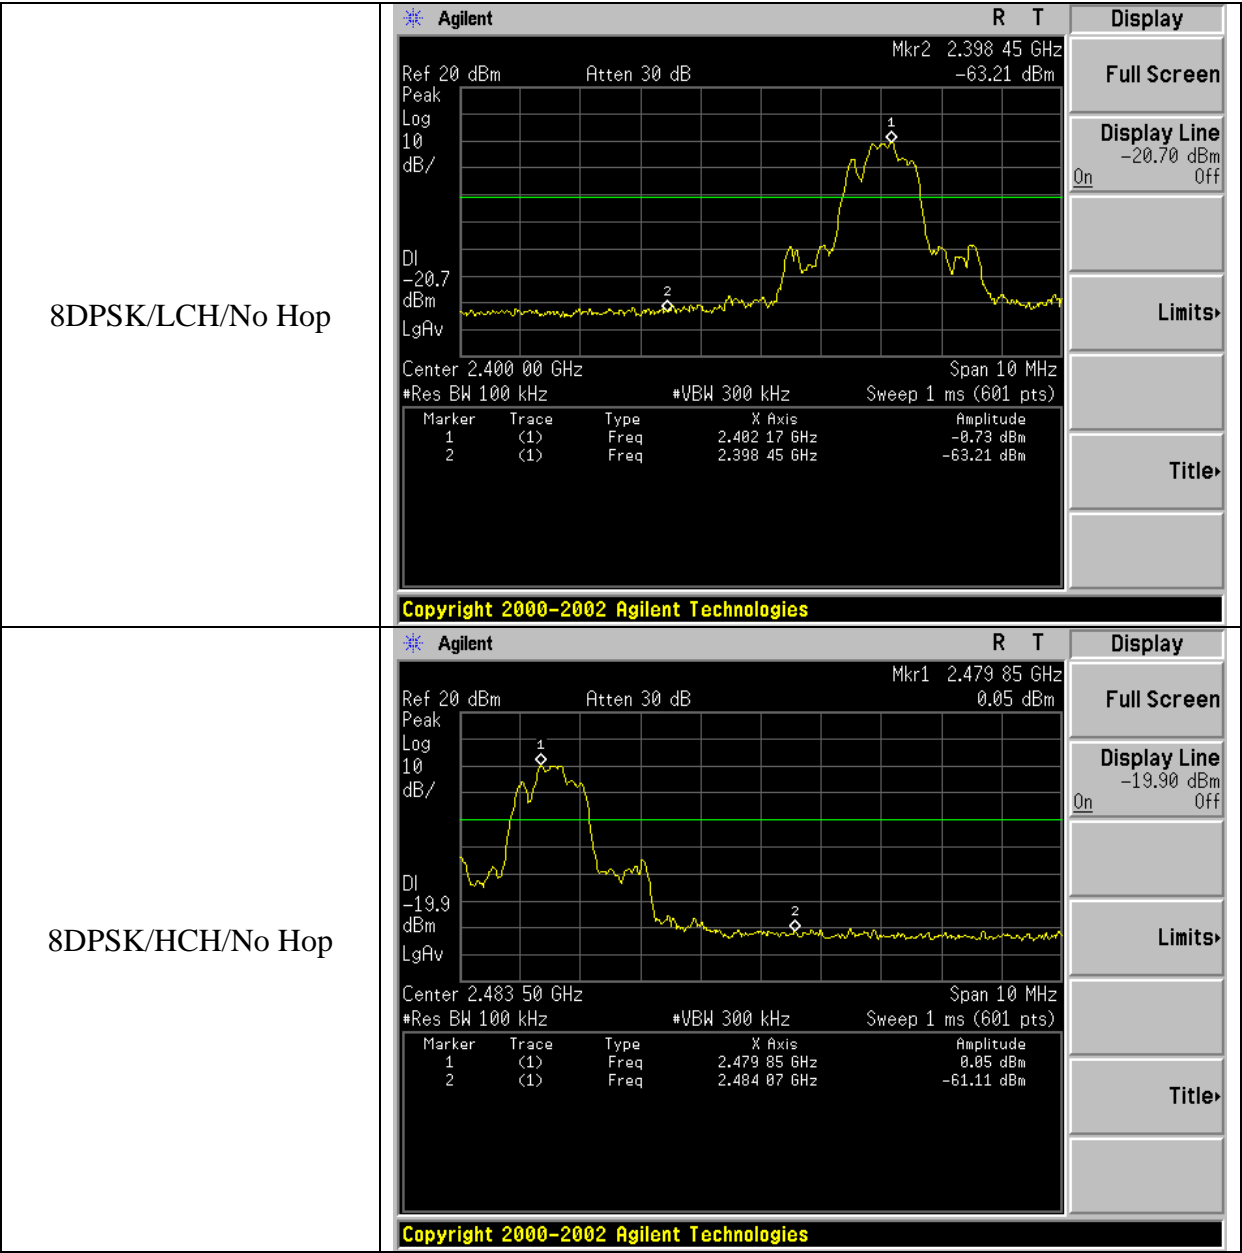 8DPSK/LCH/No Hop
Agilent R T Display
Mkr2 2.398 45 GHz
Ref 20 dBm Atten 30 dB -63.21 dBm
Full Screen
Peak
Log
10
dB/
1
Display Line
-20.70 dBm
On Off
DI
-20.7
dBm
LgAv
2
Limits
Center 2.400 00 GHz Span 10 MHz
#Res BW 100 kHz #VBW 300 kHz Sweep 1 ms (601 pts)
Marker Trace Type X Axis Amplitude
1 (1) Freq 2.402 17 GHz -0.73 dBm
2 (1) Freq 2.398 45 GHz -63.21 dBm
Title
Copyright 2000-2002 Agilent Technologies
8DPSK/HCH/No Hop
Agilent R T Display
Mkr1 2.479 85 GHz
Ref 20 dBm Atten 30 dB 0.05 dBm
Full Screen
Peak
Log
10
dB/
1
Display Line
-19.90 dBm
On Off
DI
-19.9
dBm
LgAv
2
Limits
Center 2.483 50 GHz Span 10 MHz
#Res BW 100 kHz #VBW 300 kHz Sweep 1 ms (601 pts)
Marker Trace Type X Axis Amplitude
1 (1) Freq 2.479 85 GHz 0.05 dBm
2 (1) Freq 2.484 07 GHz -61.11 dBm
Title
Copyright 2000-2002 Agilent Technologies